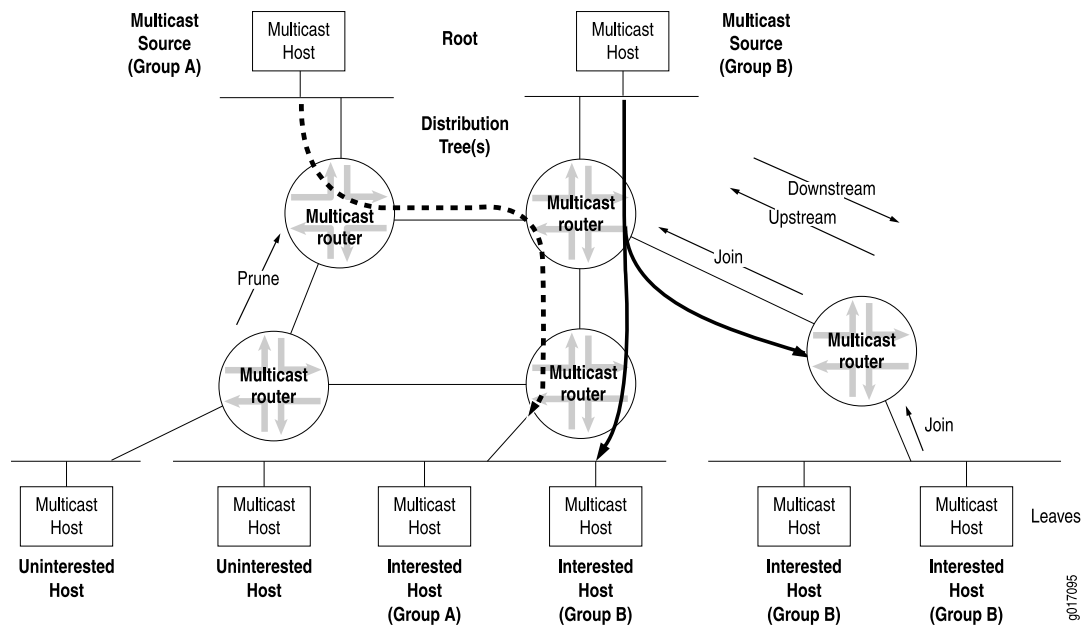 Multicast
Source
(Group A)
Multicast
Host
Root
Multicast
Host
Multicast
Source
(Group B)
Distribution
Tree(s)
Multicast
router
Multicast
router
Downstream
Upstream
Join
Prune
Multicast
router
Multicast
router
Multicast
router
Join
Multicast
Host
Multicast
Host
Multicast
Host
Multicast
Host
Multicast
Host
Multicast
Host
Leaves
Uninterested
Host
Uninterested
Host
Interested
Host
(Group A)
Interested
Host
(Group B)
Interested
Host
(Group B)
Interested
Host
(Group B)
g017095